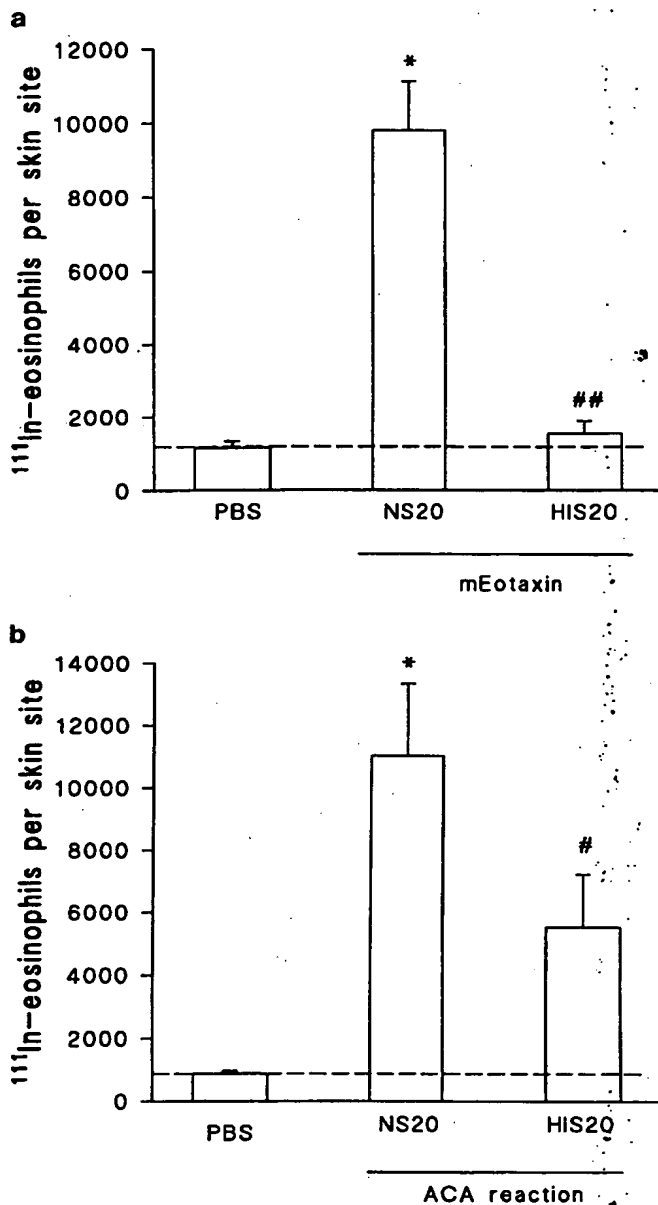 a
12000
10000
8000
6000
4000
2000
0
¹¹¹In-eosinophils per skin site
*
##
PBS NS20 HIS20
mEotaxin
b
14000
12000
10000
8000
6000
4000
2000
0
¹¹¹In-eosinophils per skin site
*
#
PBS NS20 HIS20
ACA reaction